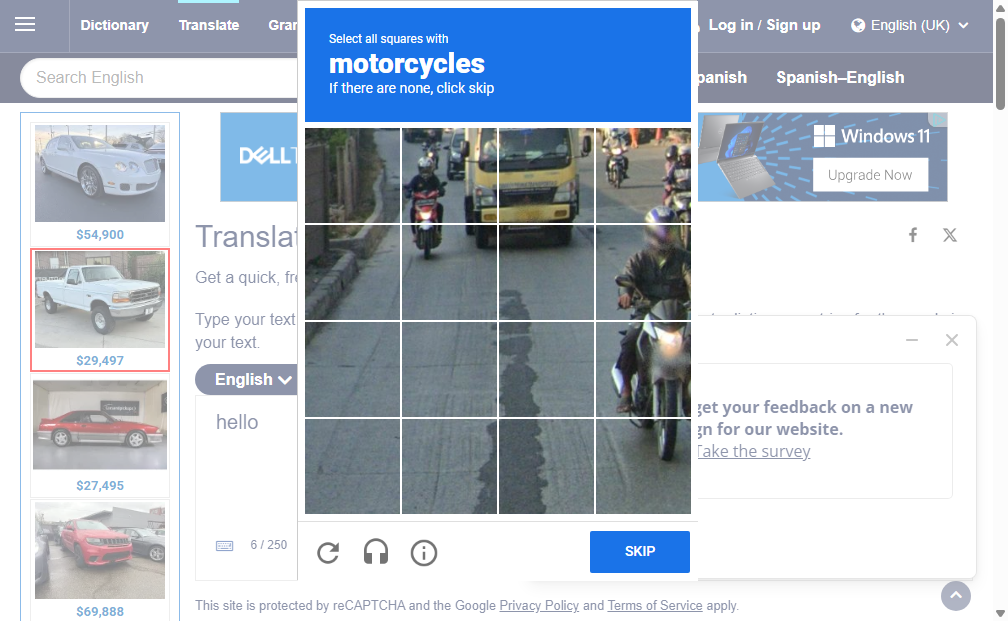 Dictionary
Translate
Gran
Log in / Sign up
English (UK)
Search English
panish
Spanish–English
Select all squares with
motorcycles
If there are none, click skip
DELLT
Windows 11
Upgrade Now
$54,900
$29,497
$27,495
$69,888
Translat
Get a quick, fre
Type your text
your text.
English
hello
6 / 250
get your feedback on a new
gn for our website.
Take the survey
SKIP
This site is protected by reCAPTCHA and the Google Privacy Policy and Terms of Service apply.